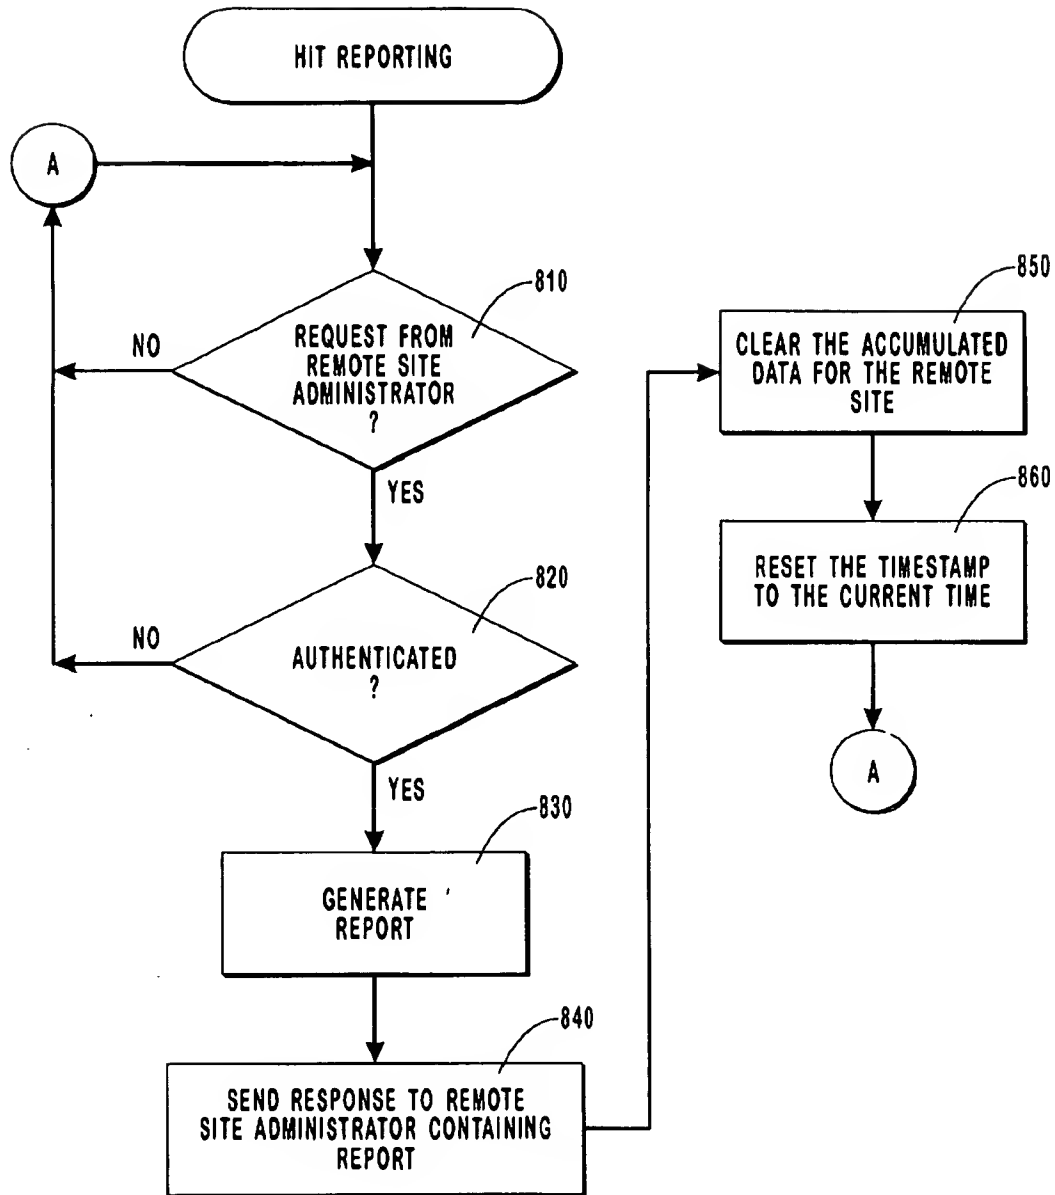 HIT REPORTING
A
810
REQUEST FROM
REMOTE SITE
ADMINISTRATOR
?
NO
YES
820
AUTHENTICATED
?
NO
YES
830
GENERATE
REPORT
840
SEND RESPONSE TO REMOTE
SITE ADMINISTRATOR CONTAINING
REPORT
850
CLEAR THE ACCUMULATED
DATA FOR THE REMOTE
SITE
860
RESET THE TIMESTAMP
TO THE CURRENT TIME
A